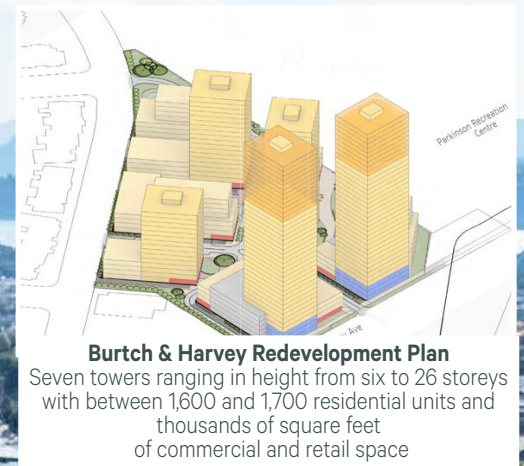 Parkinson Recreation
Centre
Ave
Burtch & Harvey Redevelopment Plan
Seven towers ranging in height from six to 26 storeys
with between 1,600 and 1,700 residential units and
thousands of square feet
of commercial and retail space